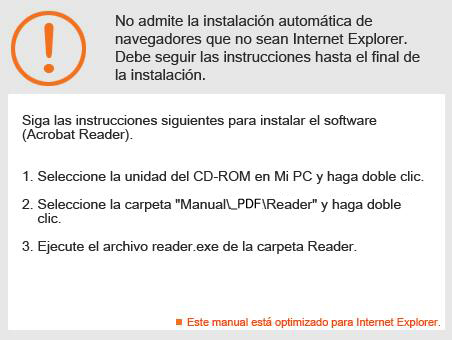 No admite la instalación automática de
navegadores que no sean Internet Explorer.
Debe seguir las instrucciones hasta el final de
la instalación.
Siga las instrucciones siguientes para instalar el software
(Acrobat Reader).
1. Seleccione la unidad del CD-ROM en Mi PC y haga doble clic.
2. Seleccione la carpeta "Manual\_PDF\Reader" y haga doble
clic.
3. Ejecute el archivo reader.exe de la carpeta Reader.
Este manual está optimizado para Internet Explorer.